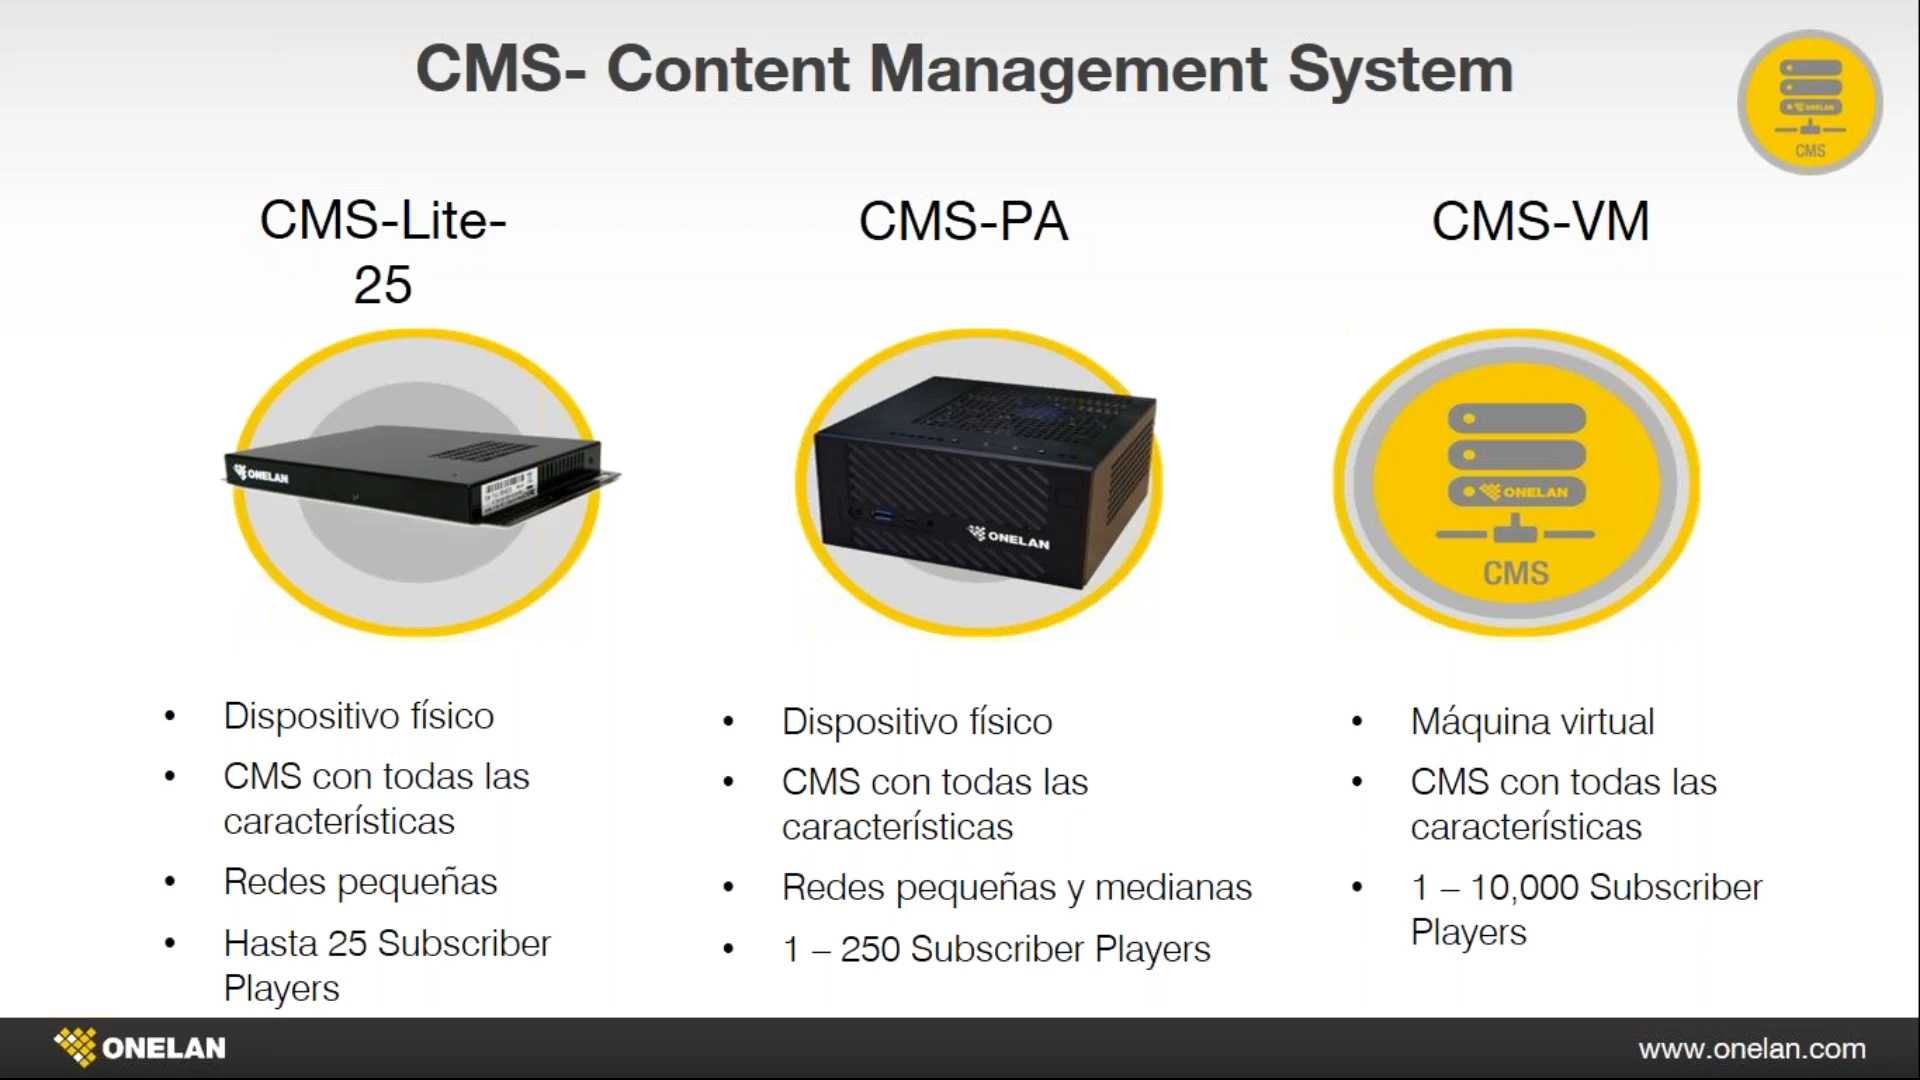 CMS- Content Management System
ONELAN
CMS
CMS-Lite-
25
CMS-PA
CMS-VM
ONELAN
ONELAN
ONELAN
CMS
• Dispositivo físico
• CMS con todas las
características
• Redes pequeñas
• Hasta 25 Subscriber
Players
• Dispositivo físico
• CMS con todas las
características
• Redes pequeñas y medianas
• 1 – 250 Subscriber Players
• Máquina virtual
• CMS con todas las
características
• 1 – 10,000 Subscriber
Players
ONELAN
www.onelan.com